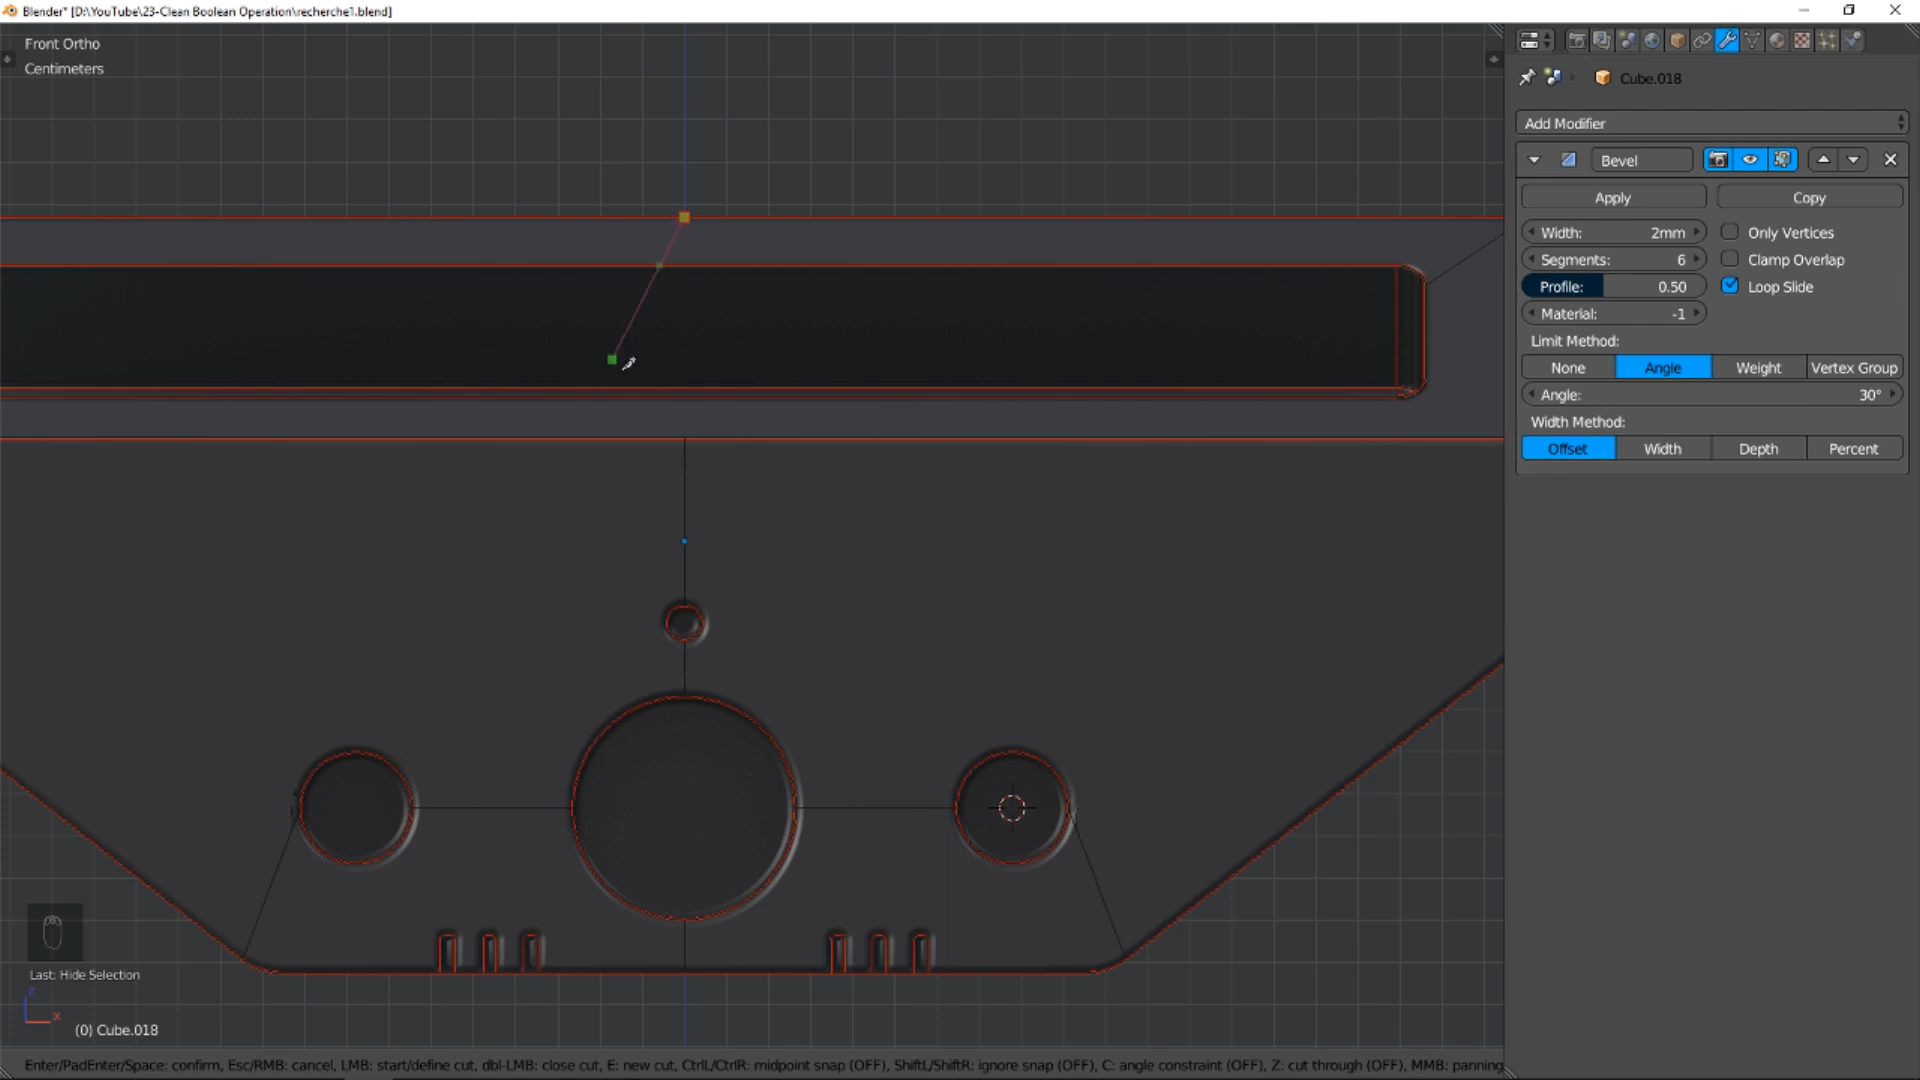 Blender* [D:\YouTube\23-Clean Boolean Operation\recherche1.blend]
Front Ortho
Centimeters
Cube.018
Add Modifier
Bevel
Apply
Copy
Width: 2mm
Only Vertices
Segments: 6
Clamp Overlap
Profile: 0.50
Loop Slide
Material: -1
Limit Method:
None
Angle
Weight
Vertex Group
Angle: 30°
Width Method:
Offset
Width
Depth
Percent
Last: Hide Selection
z
x
(0) Cube.018
Enter/PadEnter/Space: confirm, Esc/RMB: cancel, LMB: start/define cut, dbl-LMB: close cut, E: new cut, CtrlL/CtrlR: midpoint snap (OFF), ShiftL/ShiftR: ignore snap (OFF), C: angle constraint (OFF), Z: cut through (OFF), MMB: panning